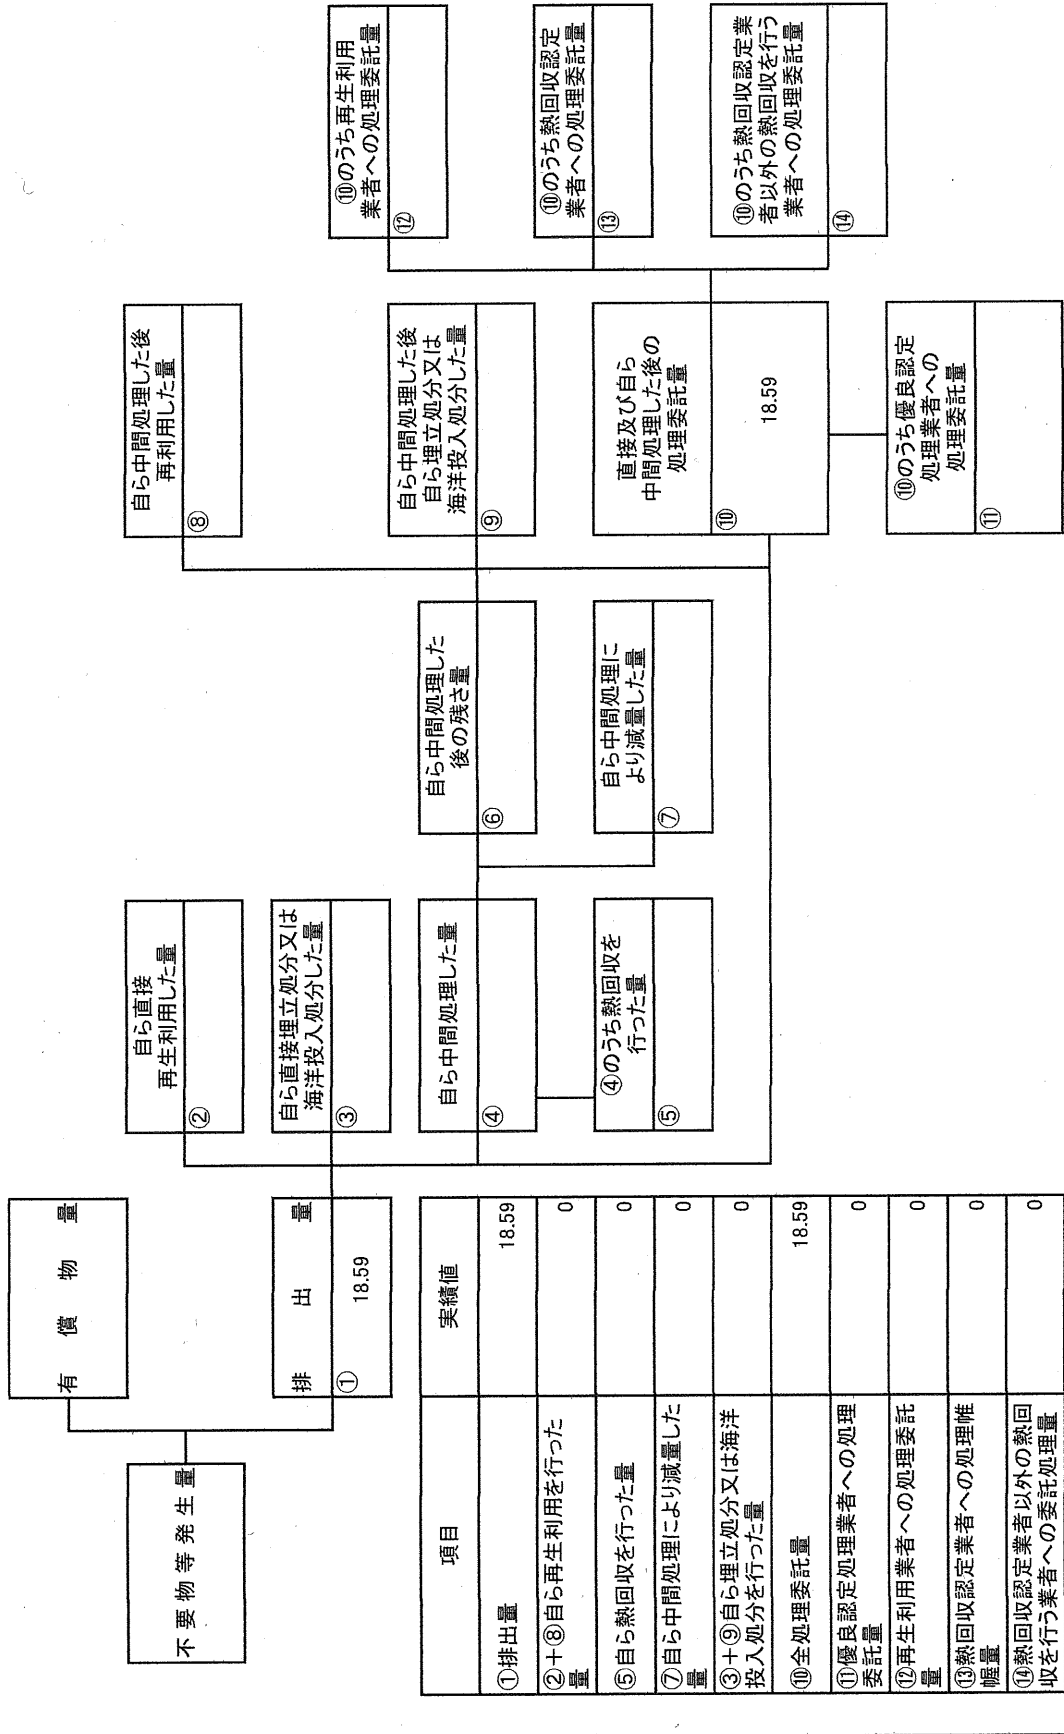 有償物量
不要物等発生量
排出量
①
18.59
自ら直接
再生利用した量
②
自ら直接埋立処分又は
海洋投入処分した量
③
自ら中間処理した量
④
④のうち熱回収を
行った量
⑤
自ら中間処理した
後の残さ量
⑥
自ら中間処理に
より減量した量
⑦
自ら中間処理した後
再利用した量
⑧
自ら中間処理した後
自ら埋立処分又は
海洋投入処分した量
⑨
直接及び自ら
中間処理した後の
処理委託量
⑩
18.59
⑩のうち優良認定
処理業者への
処理委託量
⑪
⑩のうち再生利用
業者への処理委託量
⑫
⑩のうち熱回収認定
業者への処理委託量
⑬
⑩のうち熱回収認定業
者以外の熱回収を行う
業者への処理委託量
⑭
項目 実績値
①排出量 18.59
②+⑧自ら再生利用を行った
量 0
⑤自ら熱回収を行った量 0
⑦自ら中間処理により減量した
量 0
③+⑨自ら埋立処分又は海洋
投入処分を行った量 0
⑩全処理委託量 18.59
⑪優良認定処理業者への処理
委託量 0
⑫再生利用業者への処理委託
量 0
⑬熱回収認定業者への処理帷
幄量 0
⑭熱回収認定業者以外の熱回
収を行う業者への委託処理量 0